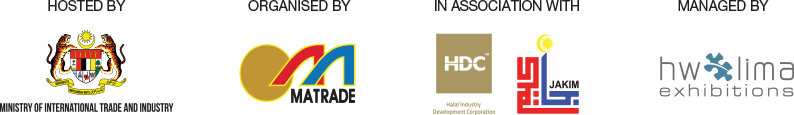 HOSTED BY
ORGANISED BY
IN ASSOCIATION WITH
MANAGED BY
MINISTRY OF INTERNATIONAL TRADE AND INDUSTRY
MATRADE
HDC™
Halal Industry
Development Corporation
JAKIM
hw lima
exhibitions